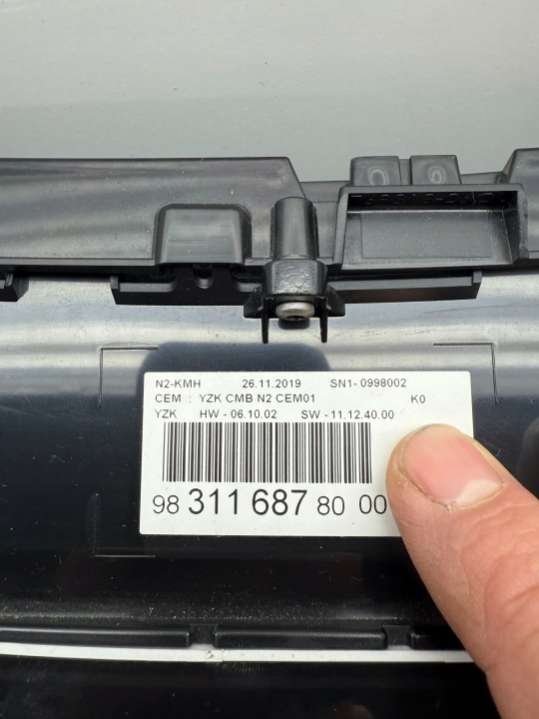 N2-KMH 26.11.2019 SN1- 0998002
CEM : YZK CMB N2 CEM01 K0
YZK HW - 06.10.02 SW - 11.12.40.00
98 311 687 80 00